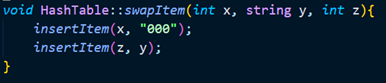 void HashTable::swapItem(int x, string y, int z){
    insertItem(x, "000");
    insertItem(z, y);
}